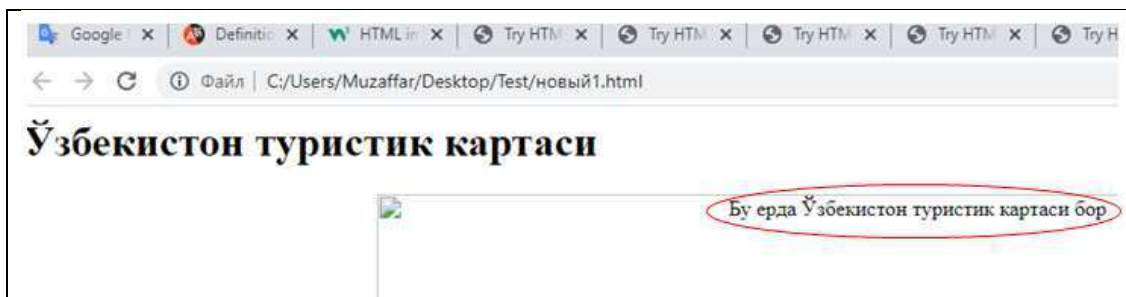 Google
Definitio
HTML in
Try HTM
Try HTM
Try HTM
Try HTM
Try H
Файл | C:/Users/Muzaffar/Desktop/Test/новый1.html
Ўзбекистон туристик картаси
Бу ерда Ўзбекистон туристик картаси бор